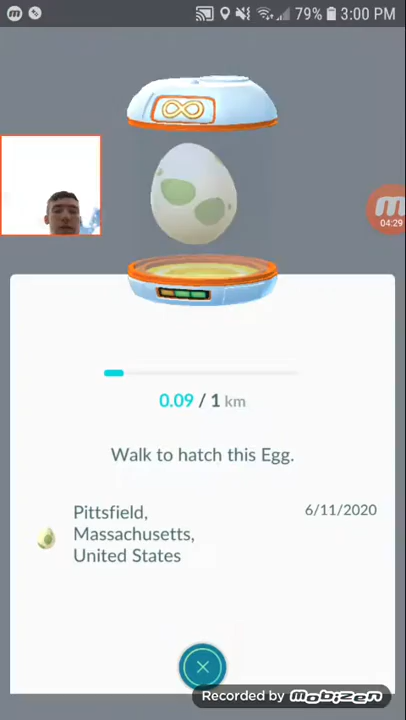 79% 3:00 PM
04:29
0.09 / 1 km
Walk to hatch this Egg.
Pittsfield,
Massachusetts,
United States
6/11/2020
Recorded by mobizen